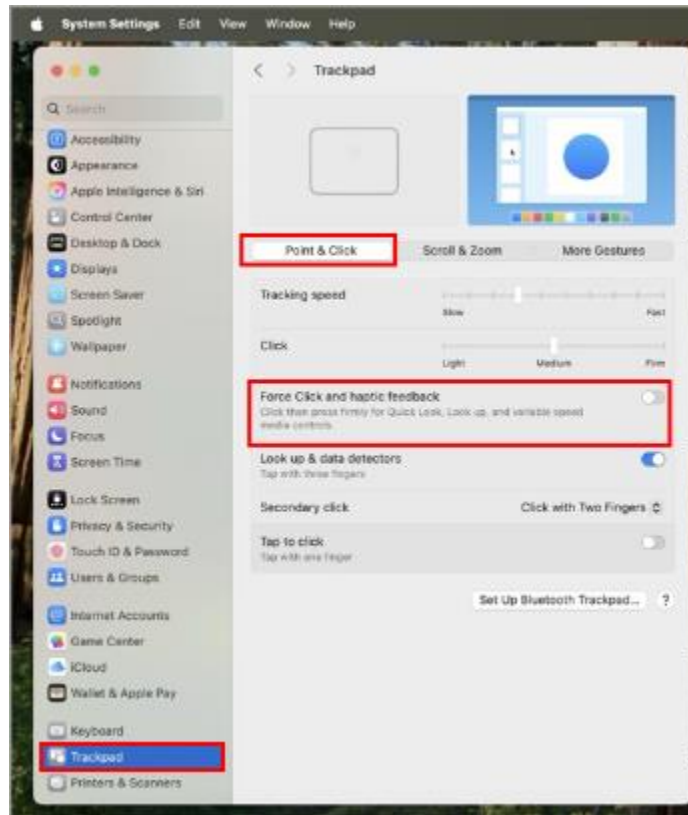 System Settings Edit View Window Help
Trackpad
Search
Accessibility
Appearance
Apple Intelligence & Siri
Control Center
Desktop & Dock
Displays
Screen Saver
Spotlight
Wallpaper
Notifications
Sound
Focus
Screen Time
Lock Screen
Privacy & Security
Touch ID & Password
Users & Groups
Internet Accounts
Game Center
iCloud
Wallet & Apple Pay
Keyboard
Trackpad
Printers & Scanners
Point & Click Scroll & Zoom More Gestures
Tracking speed
Slow Fast
Click
Light Medium Firm
Force Click and haptic feedback
Click then press firmly for Quick Look, Look up, and variable speed
media controls.
Look up & data detectors
Tap with three fingers
Secondary click Click with Two Fingers
Tap to click
Tap with one finger
Set Up Bluetooth Trackpad... ?